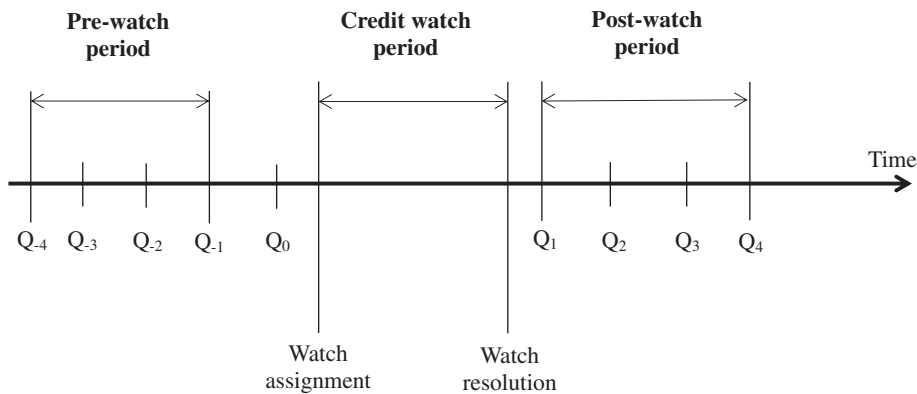 Pre-watch
period
Credit watch
period
Post-watch
period
Time
Q-4
Q-3
Q-2
Q-1
Q0
Q1
Q2
Q3
Q4
Watch
assignment
Watch
resolution